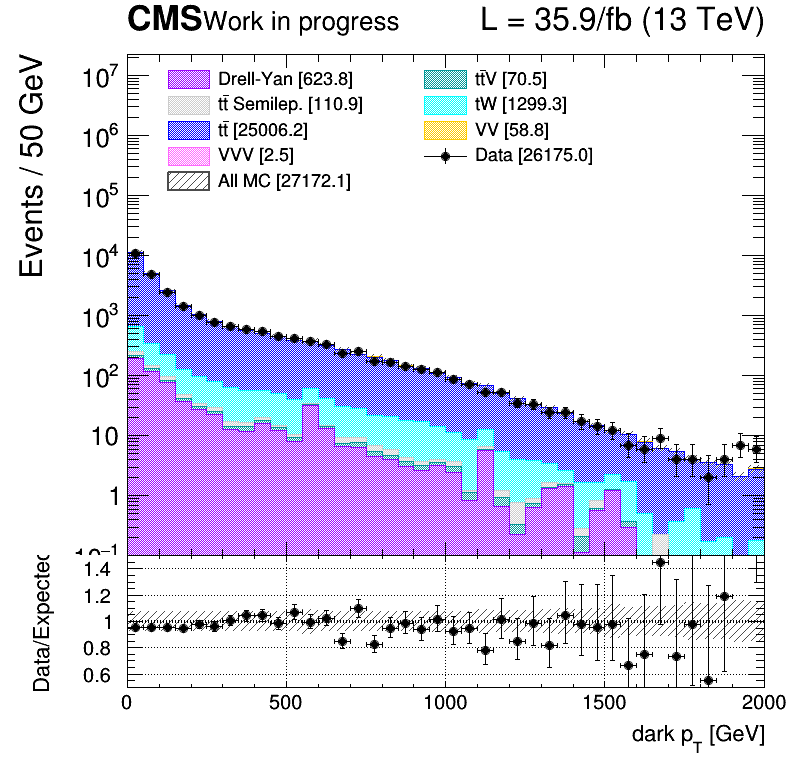 CMS Work in progress L = 35.9/fb (13 TeV)
Events / 50 GeV
Drell-Yan [623.8]
tt̄ Semilep. [110.9]
tt̄ [25006.2]
VVV [2.5]
All MC [27172.1]
tt̄V [70.5]
tW [1299.3]
VV [58.8]
Data [26175.0]
10⁷
10⁶
10⁵
10⁴
10³
10²
10
1
10⁻¹
Data/Expected
1.4
1.2
1
0.8
0.6
0 500 1000 1500 2000
dark p_T [GeV]